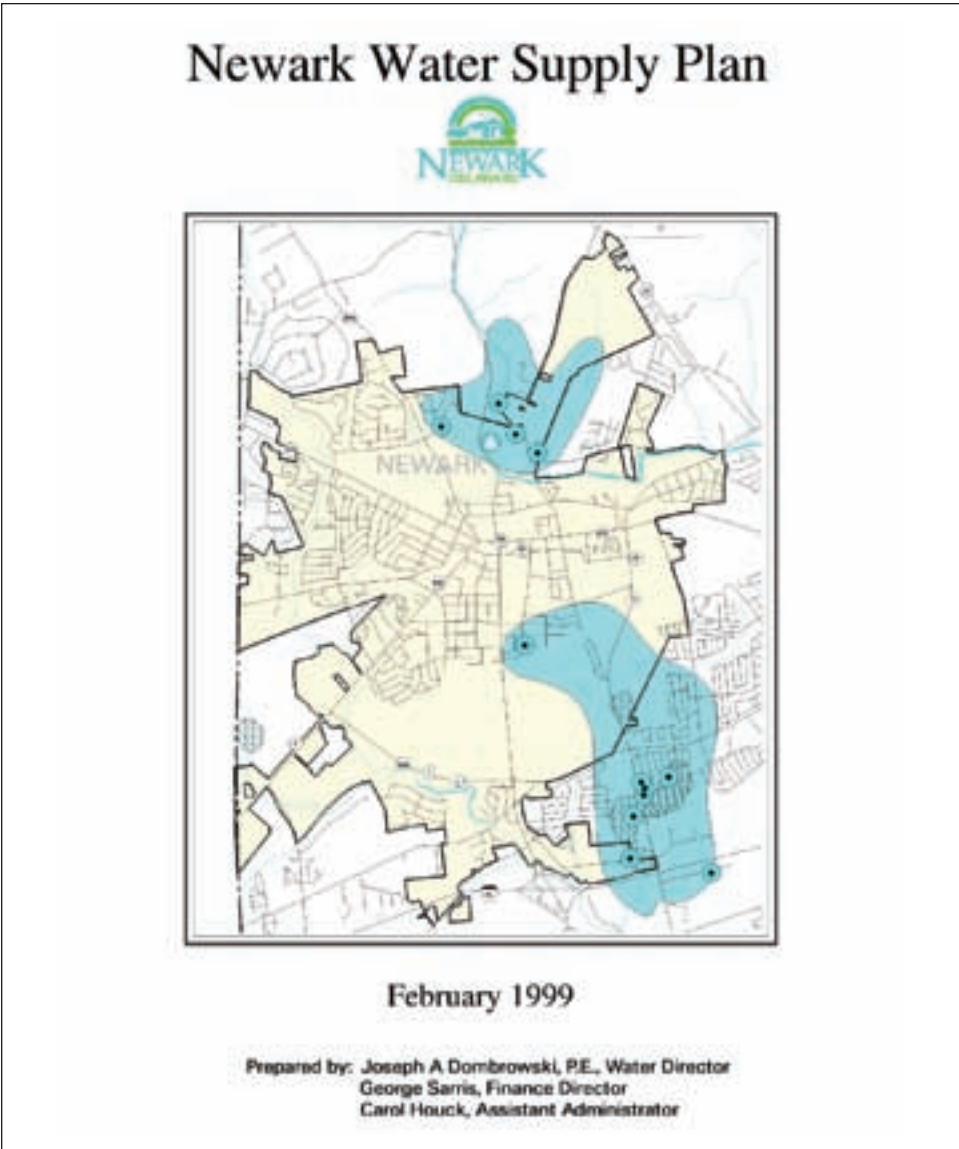 Newark Water Supply Plan
NEWARK
DELAWARE
NEWARK
February 1999
Prepared by: Joseph A Dombrowski, P.E., Water Director
George Sarris, Finance Director
Carol Houck, Assistant Administrator